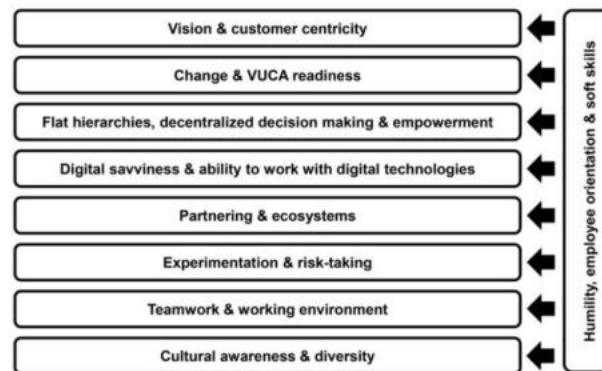 Vision & customer centricity
Change & VUCA readiness
Flat hierarchies, decentralized decision making & empowerment
Digital savviness & ability to work with digital technologies
Partnering & ecosystems
Experimentation & risk-taking
Teamwork & working environment
Cultural awareness & diversity
Humility, employee orientation & soft skills